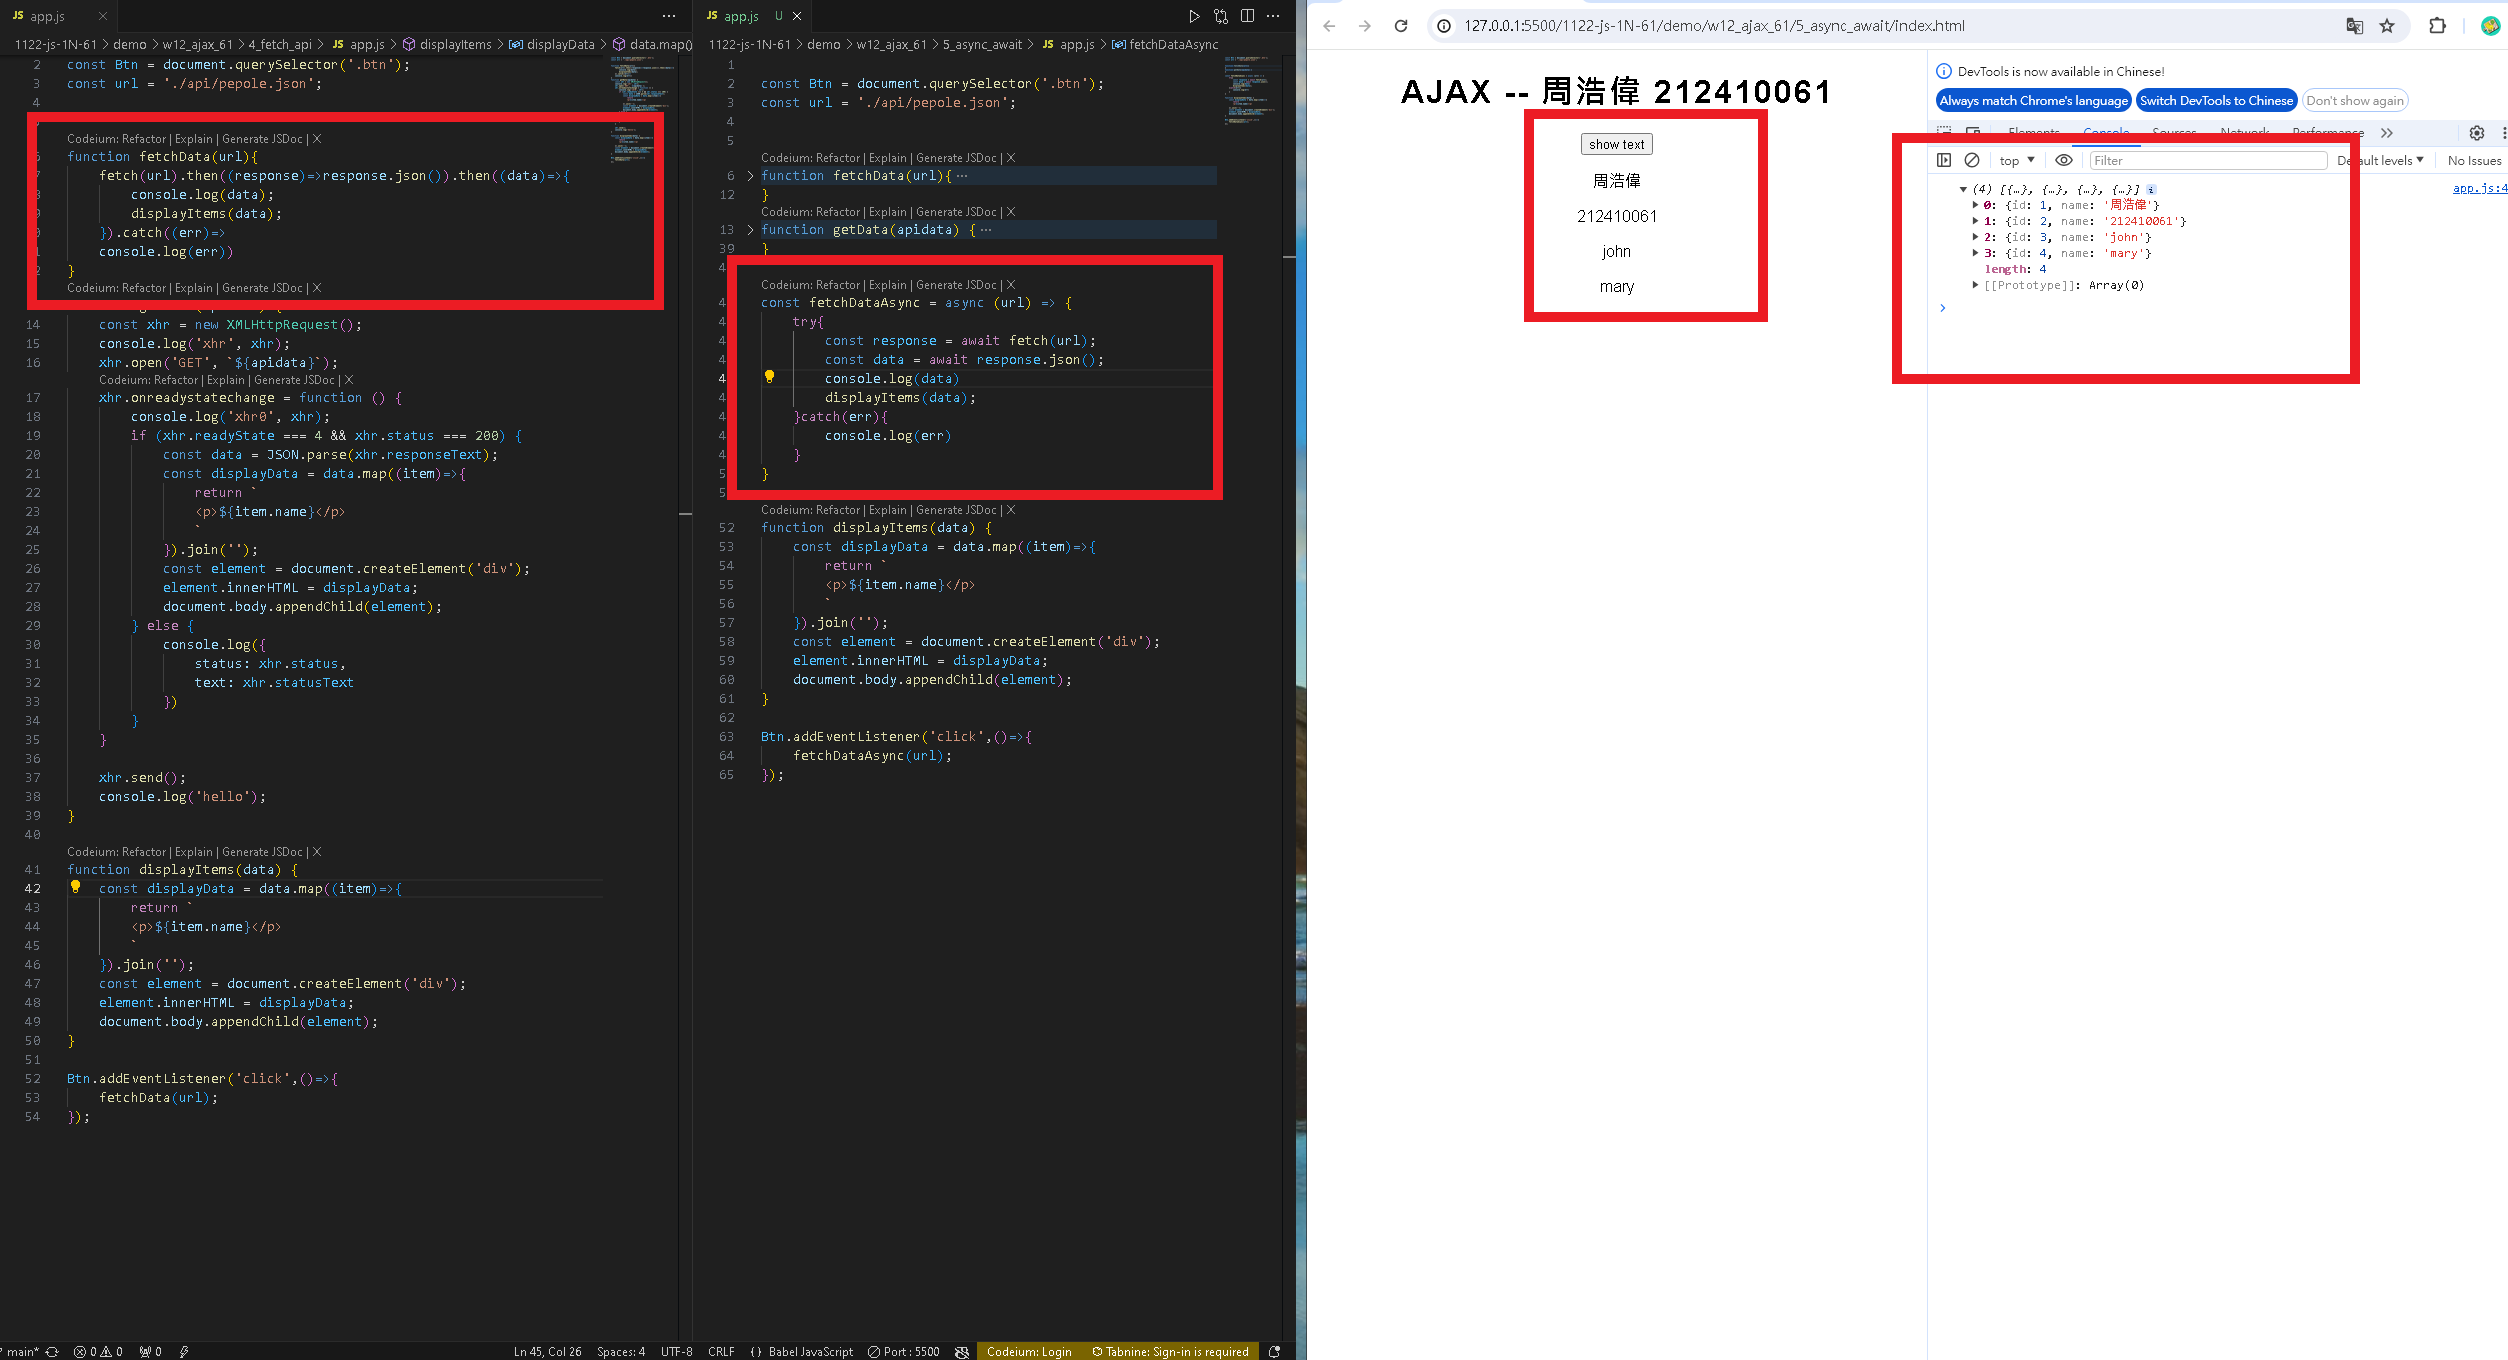 JS app.js
1122-js-1N-61 > demo > w12_ajax_61 > 4_fetch_api > JS app.js > displayItems > displayData > data.map()
2 const Btn = document.querySelector('.btn');
3 const url = './api/pepole.json';
4
Codeium: Refactor | Explain | Generate JSDoc | X
function fetchData(url){
fetch(url).then((response)=>response.json()).then((data)=>{
console.log(data);
displayItems(data);
}).catch((err)=>
console.log(err))
}
Codeium: Refactor | Explain | Generate JSDoc | X
14 const xhr = new XMLHttpRequest();
15 console.log('xhr', xhr);
16 xhr.open('GET', `${apidata}`);
Codeium: Refactor | Explain | Generate JSDoc | X
17 xhr.onreadystatechange = function () {
18 console.log('xhr0', xhr);
19 if (xhr.readyState === 4 && xhr.status === 200) {
20 const data = JSON.parse(xhr.responseText);
21 const displayData = data.map((item)=>{
22 return `
23 <p>${item.name}</p>
24 `
25 }).join('');
26 const element = document.createElement('div');
27 element.innerHTML = displayData;
28 document.body.appendChild(element);
29 } else {
30 console.log({
31 status: xhr.status,
32 text: xhr.statusText
33 })
34 }
35 }
36
37 xhr.send();
38 console.log('hello');
39 }
40
Codeium: Refactor | Explain | Generate JSDoc | X
41 function displayItems(data) {
42 const displayData = data.map((item)=>{
43 return `
44 <p>${item.name}</p>
45 `
46 }).join('');
47 const element = document.createElement('div');
48 element.innerHTML = displayData;
49 document.body.appendChild(element);
50 }
51
52 Btn.addEventListener('click',()=>{
53 fetchData(url);
54 });
JS app.js U
1122-js-1N-61 > demo > w12_ajax_61 > 5_async_await > JS app.js > fetchDataAsync
1
2 const Btn = document.querySelector('.btn');
3 const url = './api/pepole.json';
4
5
Codeium: Refactor | Explain | Generate JSDoc | X
6 > function fetchData(url){ ⋯
12 }
Codeium: Refactor | Explain | Generate JSDoc | X
13 > function getData(apidata) { ⋯
39 }
4
Codeium: Refactor | Explain | Generate JSDoc | X
4 const fetchDataAsync = async (url) => {
4 try{
4 const response = await fetch(url);
4 const data = await response.json();
4 console.log(data)
4 displayItems(data);
4 }catch(err){
4 console.log(err)
4 }
5 }
5
Codeium: Refactor | Explain | Generate JSDoc | X
52 function displayItems(data) {
53 const displayData = data.map((item)=>{
54 return `
55 <p>${item.name}</p>
56 `
57 }).join('');
58 const element = document.createElement('div');
59 element.innerHTML = displayData;
60 document.body.appendChild(element);
61 }
62
63 Btn.addEventListener('click',()=>{
64 fetchDataAsync(url);
65 });
main* 0 0 0 Ln 45, Col 26 Spaces: 4 UTF-8 CRLF {} Babel JavaScript Port : 5500 Codeium: Login Tabnine: Sign-in is required
127.0.0.1:5500/1122-js-1N-61/demo/w12_ajax_61/5_async_await/index.html
AJAX -- 周浩偉 212410061
show text
周浩偉
212410061
john
mary
DevTools is now available in Chinese!
Always match Chrome's language Switch DevTools to Chinese Don't show again
Elements Console Sources Network Performance »
top ▼ Filter Default levels ▼ No Issues
▼ (4) [{…}, {…}, {…}, {…}] i app.js:4
▶ 0: {id: 1, name: '周浩偉'}
▶ 1: {id: 2, name: '212410061'}
▶ 2: {id: 3, name: 'john'}
▶ 3: {id: 4, name: 'mary'}
length: 4
▶ [[Prototype]]: Array(0)